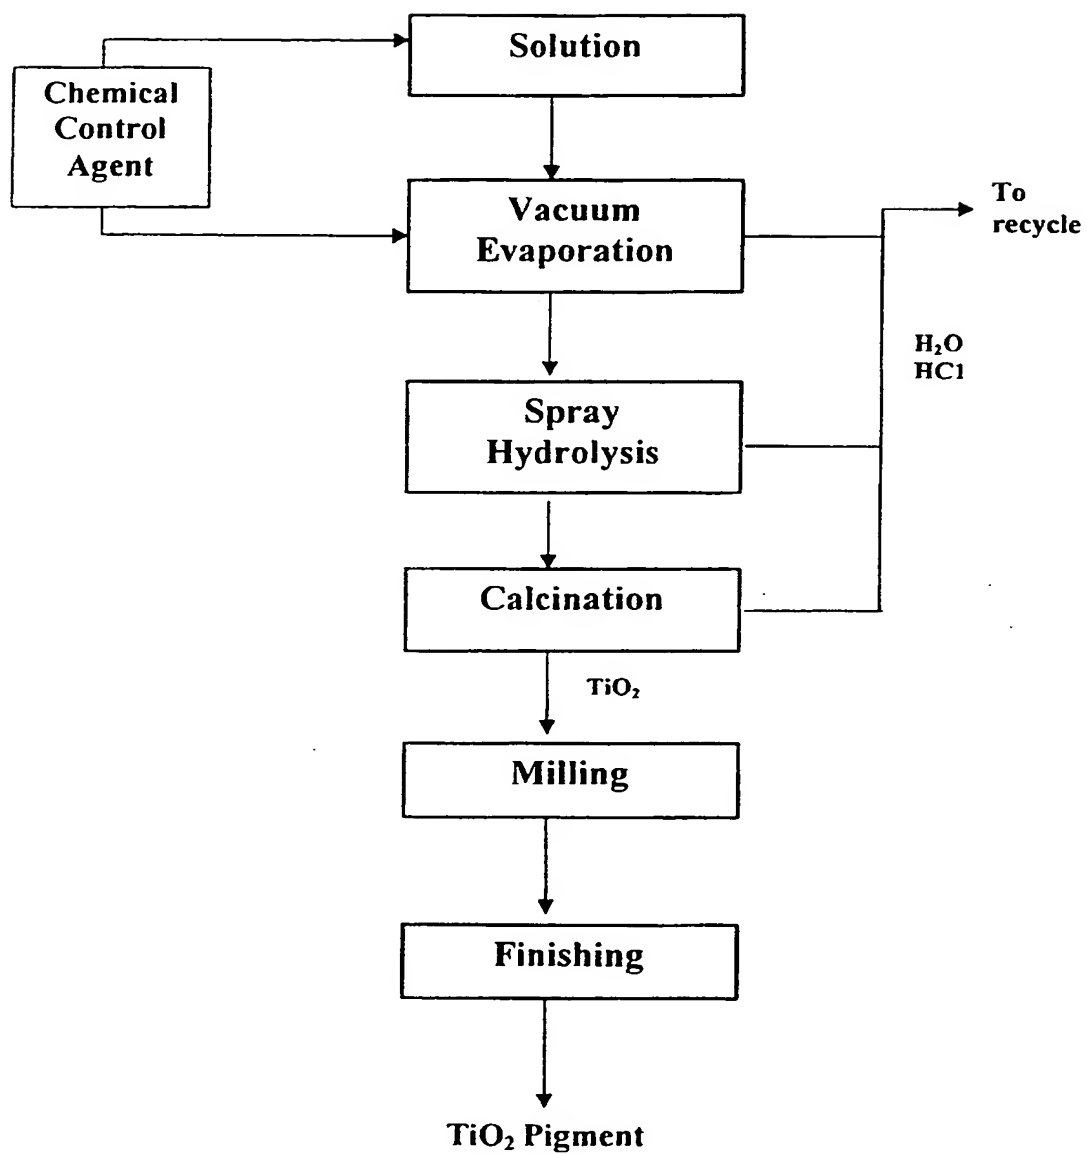 Solution
Chemical
Control
Agent
Vacuum
Evaporation
To
recycle
H₂O
HCl
Spray
Hydrolysis
Calcination
TiO₂
Milling
Finishing
TiO₂ Pigment